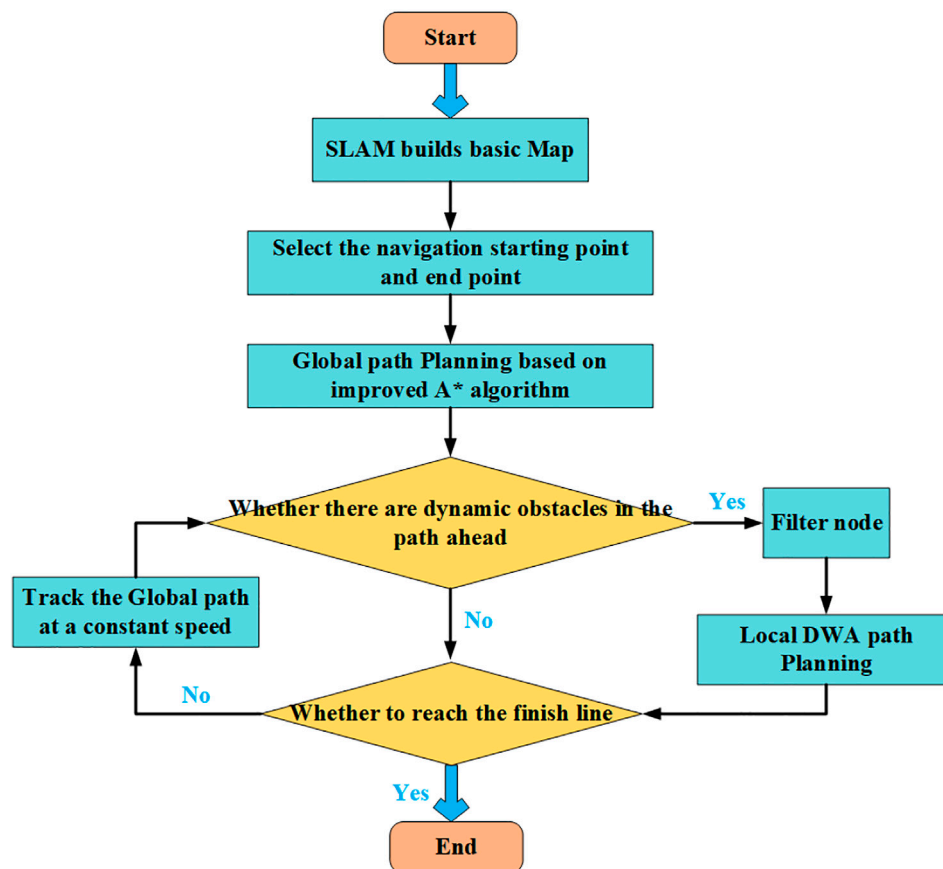 Start
SLAM builds basic Map
Select the navigation starting point
and end point
Global path Planning based on
improved A* algorithm
Whether there are dynamic obstacles in the
path ahead
Yes
Filter node
Track the Global path
at a constant speed
No
Local DWA path
Planning
No
Whether to reach the finish line
Yes
End